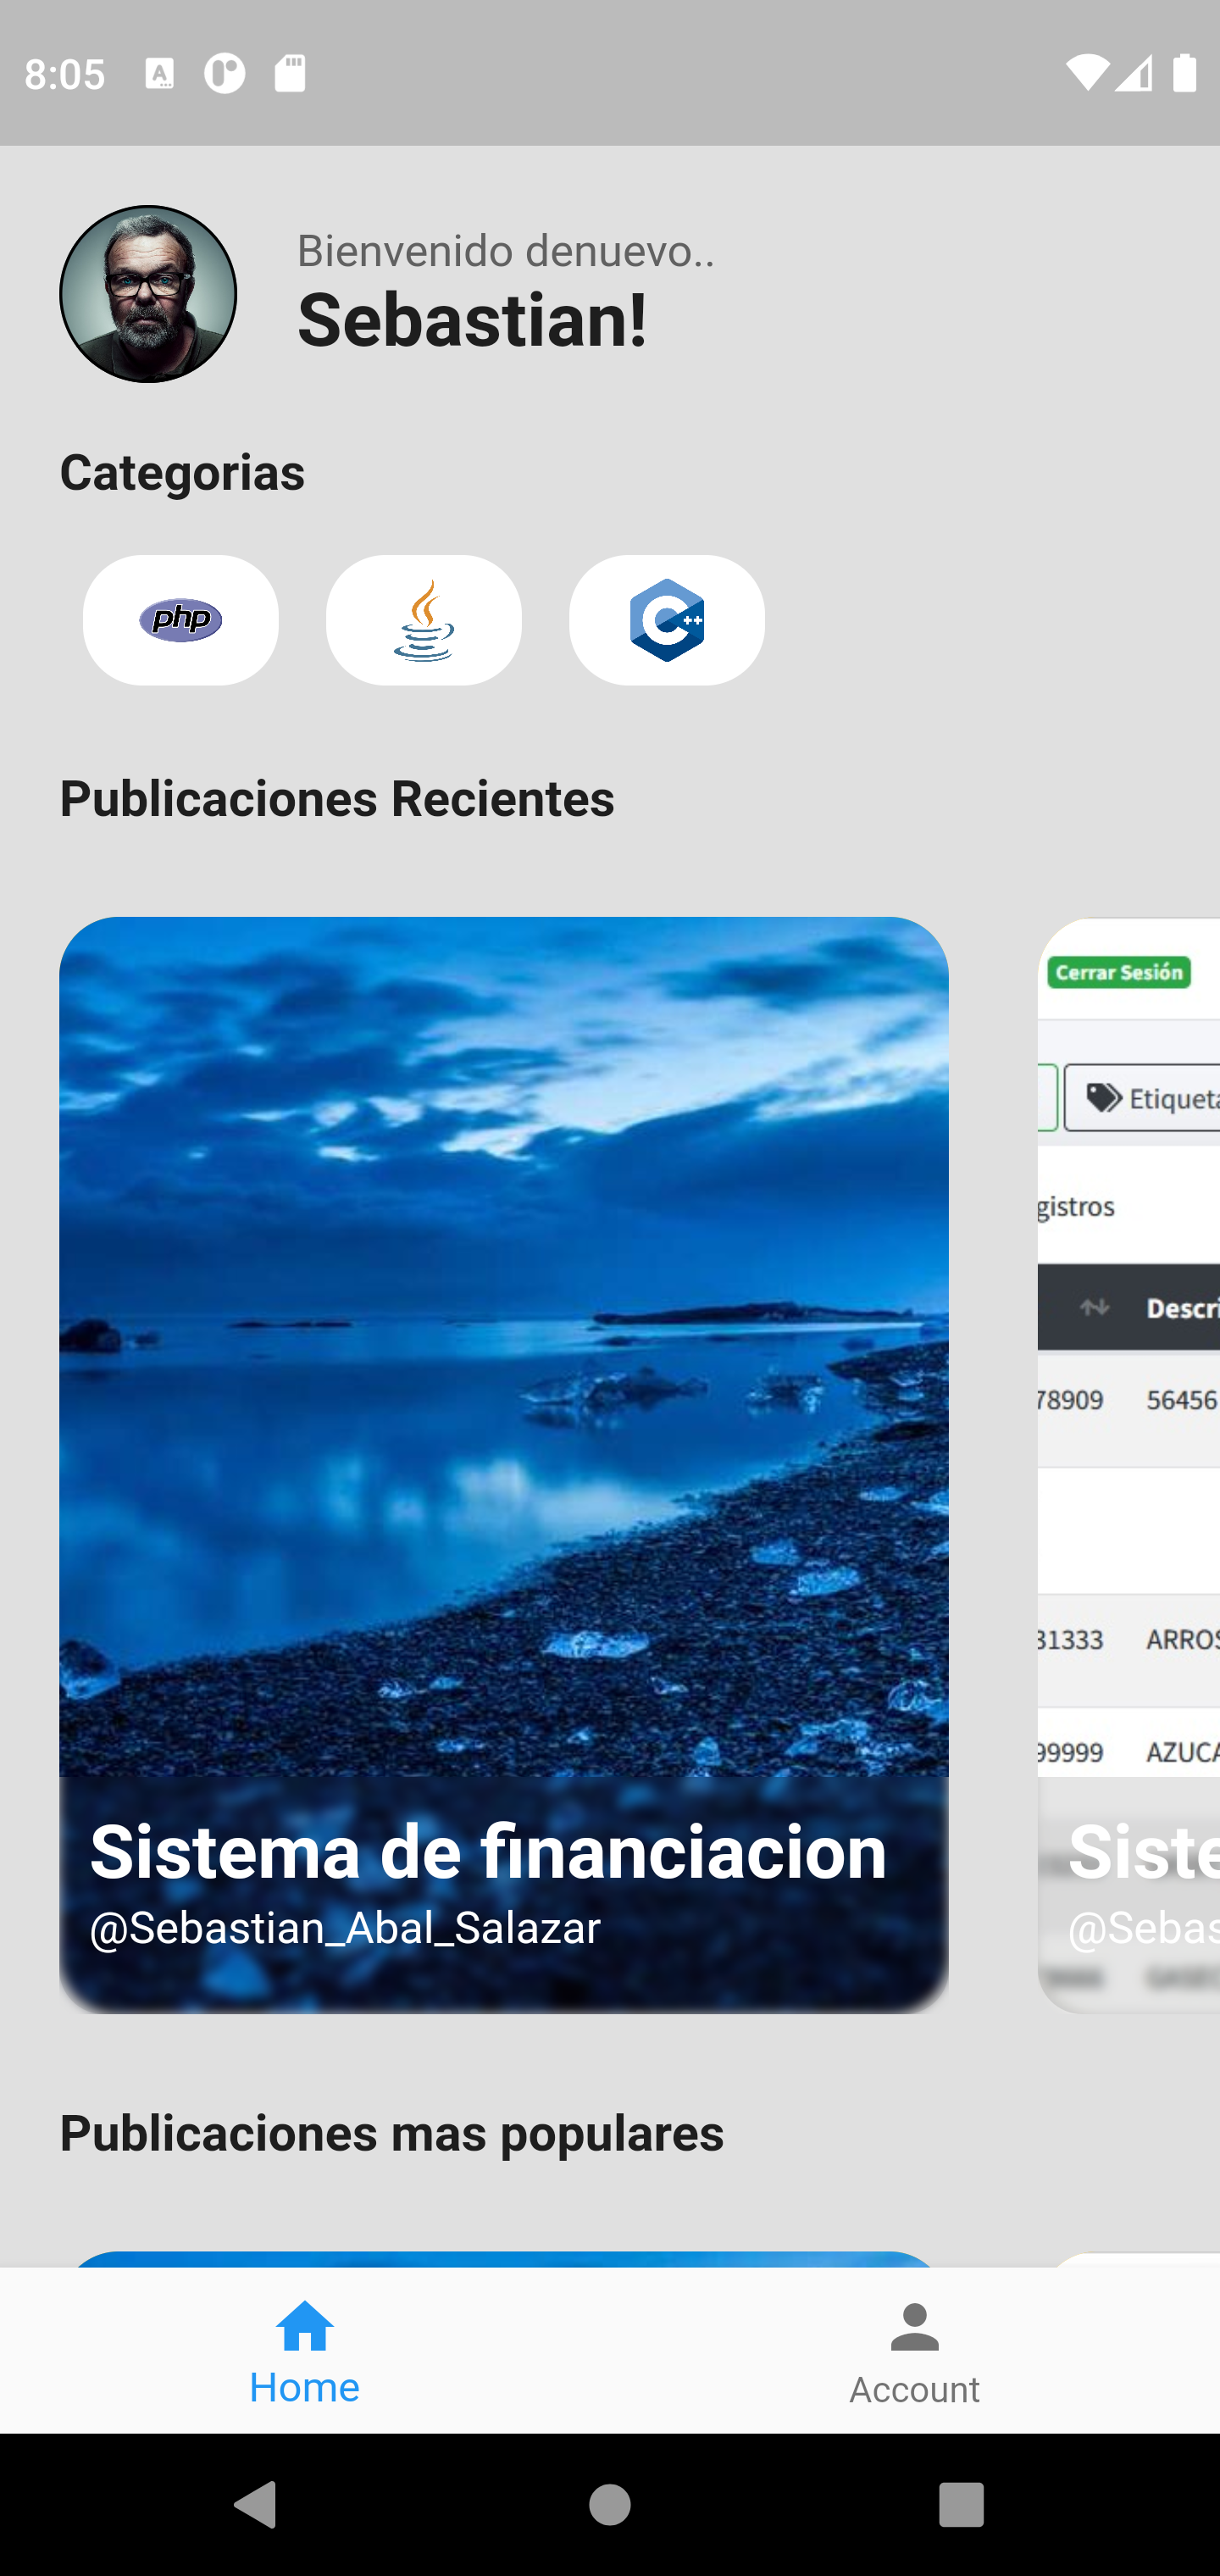 8:05
Bienvenido denuevo..
Sebastian!
Categorias
php
C++
Publicaciones Recientes
Cerrar Sesión
Etiqueta
gistros
Descri
78909 56456
31333 ARROS
99999 AZUCA
Sistema de financiacion
@Sebastian_Abal_Salazar
Siste
@Sebas
Publicaciones mas populares
Home
Account